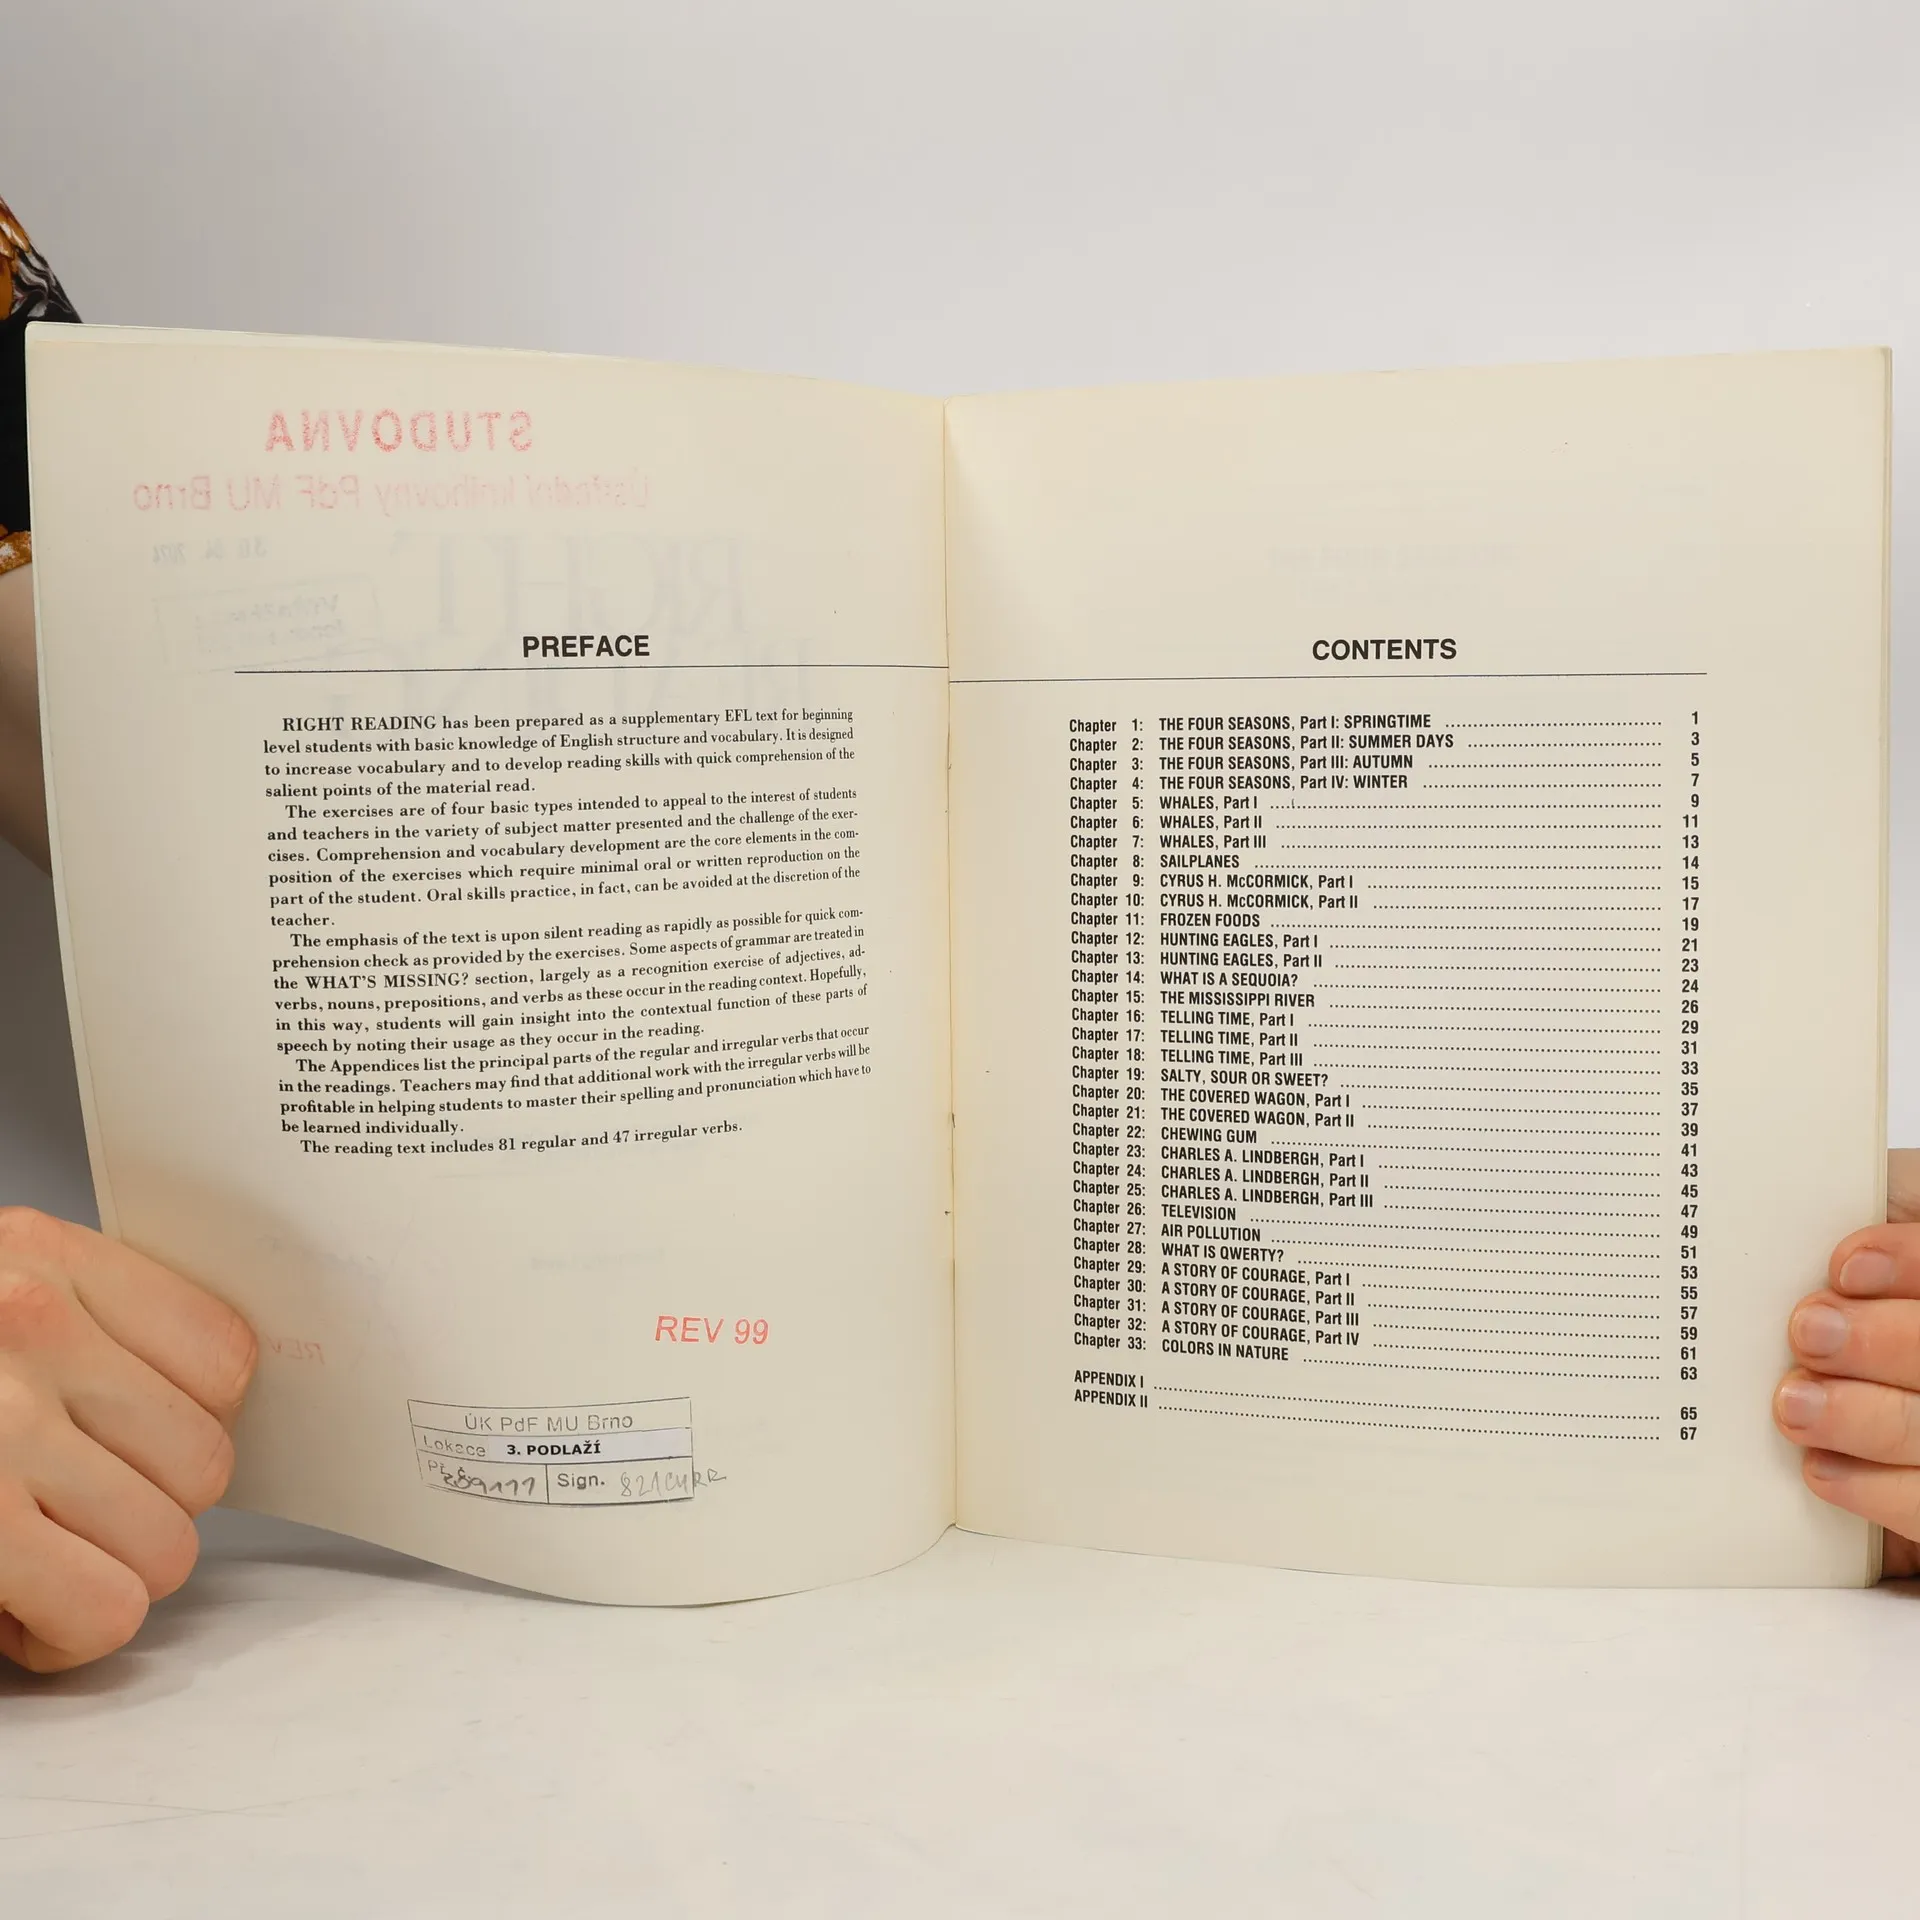 STUDOVNA
Ústřední knihovny PdF MU Brno
RIGHT
READING
PREFACE
RIGHT READING has been prepared as a supplementary EFL text for beginning
level students with basic knowledge of English structure and vocabulary. It is designed
to increase vocabulary and to develop reading skills with quick comprehension of the
salient points of the material read.
The exercises are of four basic types intended to appeal to the interest of students
and teachers in the variety of subject matter presented and the challenge of the exer-
cises. Comprehension and vocabulary development are the core elements in the com-
position of the exercises which require minimal oral or written reproduction on the
part of the student. Oral skills practice, in fact, can be avoided at the discretion of the
teacher.
The emphasis of the text is upon silent reading as rapidly as possible for quick com-
prehension check as provided by the exercises. Some aspects of grammar are treated in
the WHAT'S MISSING? section, largely as a recognition exercise of adjectives, ad-
verbs, nouns, prepositions, and verbs as these occur in the reading context. Hopefully,
in this way, students will gain insight into the contextual function of these parts of
speech by noting their usage as they occur in the reading.
The Appendices list the principal parts of the regular and irregular verbs that occur
in the readings. Teachers may find that additional work with the irregular verbs will be
profitable in helping students to master their spelling and pronunciation which have to
be learned individually.
The reading text includes 81 regular and 47 irregular verbs.
REV 99
REV
ÚK PdF MU Brno
Lokace 3. PODLAŽÍ
Př. č. Sign.
CONTENTS
Chapter 1: THE FOUR SEASONS, Part I: SPRINGTIME 1
Chapter 2: THE FOUR SEASONS, Part II: SUMMER DAYS 3
Chapter 3: THE FOUR SEASONS, Part III: AUTUMN 5
Chapter 4: THE FOUR SEASONS, Part IV: WINTER 7
Chapter 5: WHALES, Part I 9
Chapter 6: WHALES, Part II 11
Chapter 7: WHALES, Part III 13
Chapter 8: SAILPLANES 14
Chapter 9: CYRUS H. McCORMICK, Part I 15
Chapter 10: CYRUS H. McCORMICK, Part II 17
Chapter 11: FROZEN FOODS 19
Chapter 12: HUNTING EAGLES, Part I 21
Chapter 13: HUNTING EAGLES, Part II 23
Chapter 14: WHAT IS A SEQUOIA? 24
Chapter 15: THE MISSISSIPPI RIVER 26
Chapter 16: TELLING TIME, Part I 29
Chapter 17: TELLING TIME, Part II 31
Chapter 18: TELLING TIME, Part III 33
Chapter 19: SALTY, SOUR OR SWEET? 35
Chapter 20: THE COVERED WAGON, Part I 37
Chapter 21: THE COVERED WAGON, Part II 39
Chapter 22: CHEWING GUM 41
Chapter 23: CHARLES A. LINDBERGH, Part I 43
Chapter 24: CHARLES A. LINDBERGH, Part II 45
Chapter 25: CHARLES A. LINDBERGH, Part III 47
Chapter 26: TELEVISION 49
Chapter 27: AIR POLLUTION 51
Chapter 28: WHAT IS QWERTY? 53
Chapter 29: A STORY OF COURAGE, Part I 55
Chapter 30: A STORY OF COURAGE, Part II 57
Chapter 31: A STORY OF COURAGE, Part III 59
Chapter 32: A STORY OF COURAGE, Part IV 61
Chapter 33: COLORS IN NATURE 63
APPENDIX I 65
APPENDIX II 67